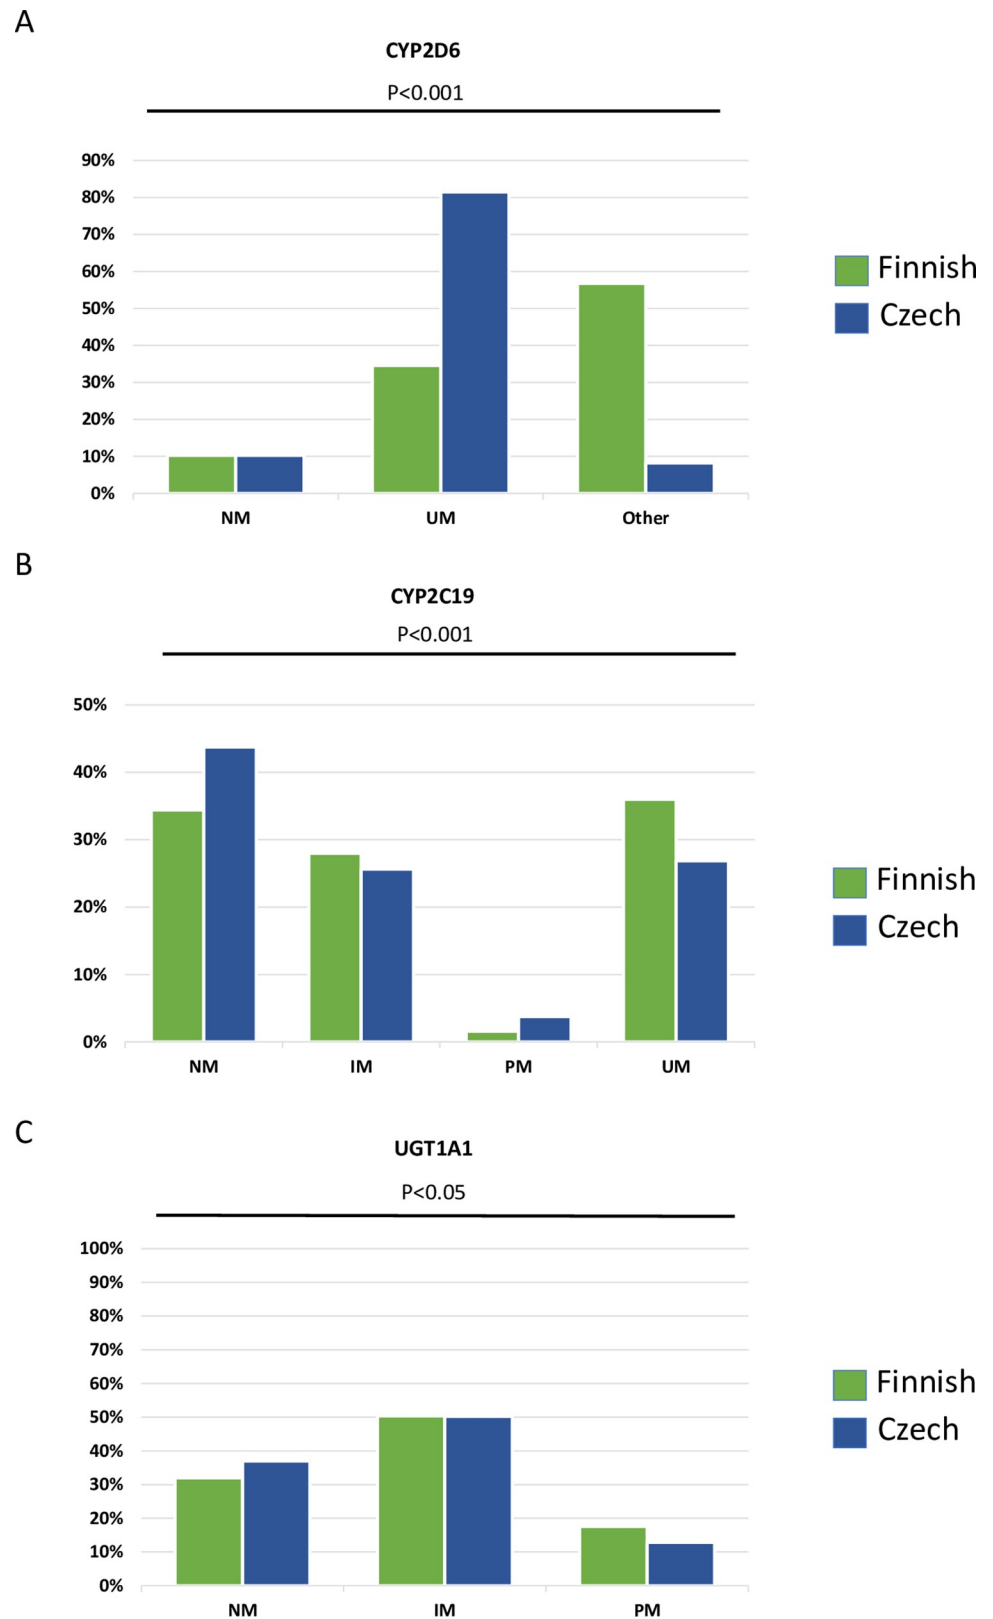 A
CYP2D6
P<0.001
90%
80%
70%
60%
50%
40%
30%
20%
10%
0%
NM UM Other
Finnish
Czech
B
CYP2C19
P<0.001
50%
40%
30%
20%
10%
0%
NM IM PM UM
Finnish
Czech
C
UGT1A1
P<0.05
100%
90%
80%
70%
60%
50%
40%
30%
20%
10%
0%
NM IM PM
Finnish
Czech